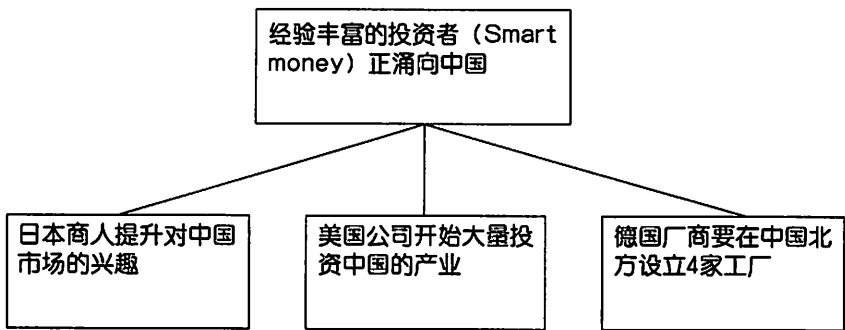 经验丰富的投资者（Smart
money）正涌向中国
日本商人提升对中国
市场的兴趣
美国公司开始大量投
资中国的产业
德国厂商要在中国北
方设立4家工厂